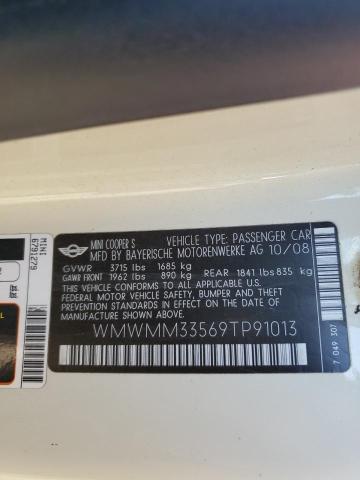 MINI
6791279
MINI COOPER S VEHICLE TYPE: PASSENGER CAR
MFD BY BAYERISCHE MOTORENWERKE AG 10/08
GVWR 3715 lbs 1685 kg
GAWR FRONT 1962 lbs 890 kg REAR 1841 lbs 835 kg
THIS VEHICLE CONFORMS TO ALL APPLICABLE U.S.
FEDERAL MOTOR VEHICLE SAFETY, BUMPER, AND
THEFT PREVENTION STANDARDS IN EFFECT ON THE
DATE OF MANUFACTURE SHOWN ABOVE.
WMWMM33569TP91013
7 049 307